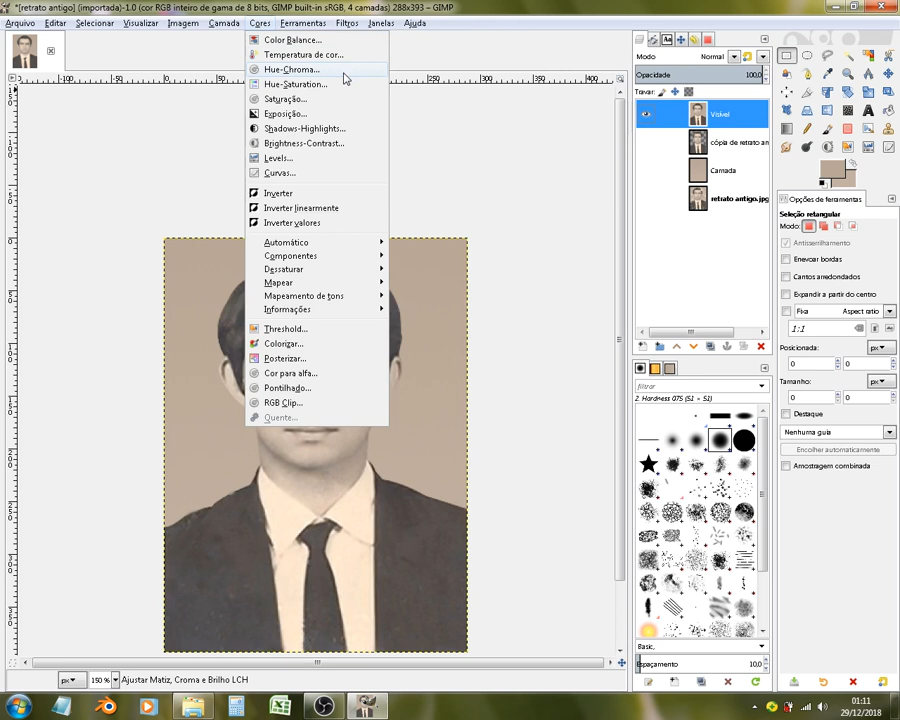 *[retrato antigo] (importada)-1.0 (cor RGB inteiro de gama de 8 bits, GIMP built-in sRGB, 4 camadas) 288x393 – GIMP
Arquivo Editar Selecionar Visualizar Imagem Camada Cores Ferramentas Filtros Janelas Ajuda
Color Balance...
Temperatura de cor...
Hue-Chroma...
Hue-Saturation...
Saturação...
Exposição...
Shadows-Highlights...
Brightness-Contrast...
Levels...
Curvas...
Inverter
Inverter linearmente
Inverter valores
Automático
Componentes
Dessaturar
Mapear
Mapeamento de tons
Informações
Threshold...
Colorizar...
Posterizar...
Cor para alfa...
Pontilhado...
RGB Clip...
Quente...
px 150 % Ajustar Matiz, Croma e Brilho LCH
Modo Normal
Opacidade 100,0
Travar:
Visível
cópia de retrato an
Camada
retrato antigo.jpg
filtrar
2. Hardness 075 (51 × 51)
Basic,
Espaçamento 10,0
Opções de ferramentas
Seleção retangular
Modo:
Antisserrilhamento
Enevoar bordas
Cantos arredondados
Expandir a partir do centro
Fixa Aspect ratio
1:1
Posicionada: px
0 0
Tamanho: px
0 0
Destaque
Nenhuma guia
Encolher automaticamente
Amostragem combinada
01:11
29/12/2018